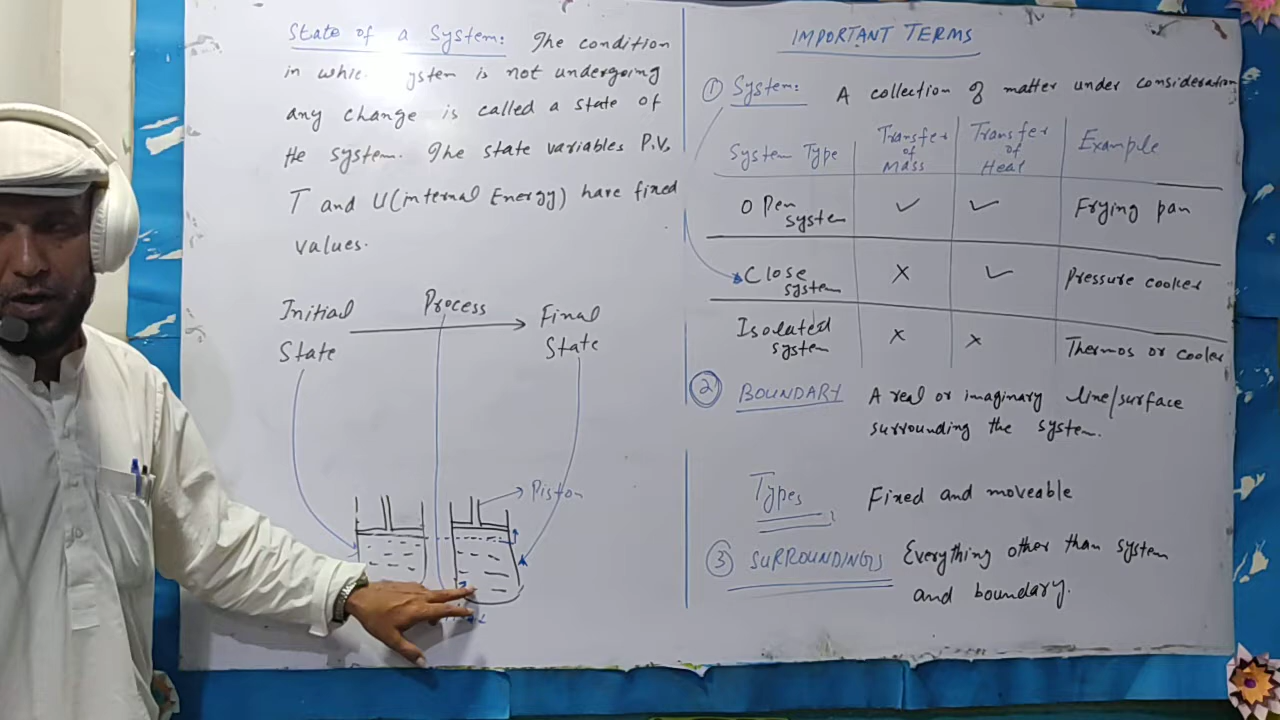 State of a System: The condition
in whic ystem is not undergoing
any change is called a state of
the system. The state variables P.V,
T and U(internal Energy) have fixed
values.
Initial State
Process
Final State
Piston
IMPORTANT TERMS
① System: A collection of matter under consideration
System Type Transfer of Mass Transfer of Heat Example
Open system ✓ ✓ Frying pan
Close system × ✓ Pressure cooker
Isolated system × × Thermos or cooler
② BOUNDARY A real or imaginary line/surface
surrounding the system.
Types Fixed and moveable
③ SURROUNDINGS Everything other than system
and boundary.